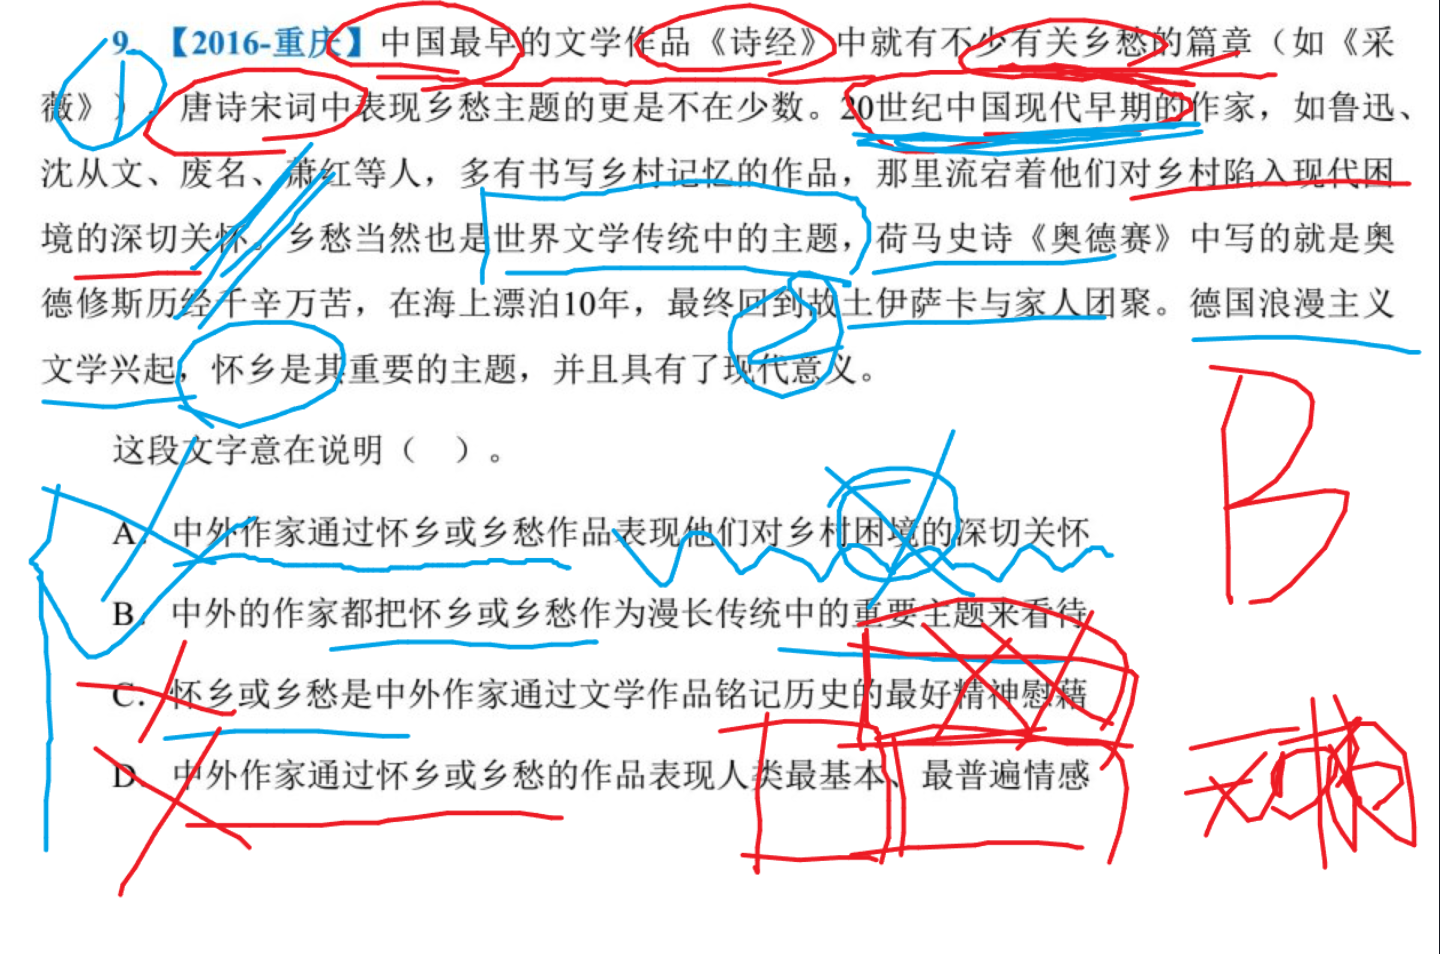 9. 【2016-重庆】 中国最早的文学作品《诗经》中就有不少有关乡愁的篇章（如《采
薇》），唐诗宋词中表现乡愁主题的更是不在少数。20世纪中国现代早期的作家，如鲁迅、
沈从文、废名、萧红等人，多有书写乡村记忆的作品，那里流宕着他们对乡村陷入现代困
境的深切关怀。乡愁当然也是世界文学传统中的主题，荷马史诗《奥德赛》中写的就是奥
德修斯历经千辛万苦，在海上漂泊10年，最终回到故土伊萨卡与家人团聚。德国浪漫主义
文学兴起，怀乡是其重要的主题，并且具有了现代意义。
1
2
这段文字意在说明（ ）。
B
A. 中外作家通过怀乡或乡愁作品表现他们对乡村困境的深切关怀
B. 中外的作家都把怀乡或乡愁作为漫长传统中的重要主题来看待
C. 怀乡或乡愁是中外作家通过文学作品铭记历史的最好精神慰藉
D. 中外作家通过怀乡或乡愁的作品表现人类最基本、最普遍情感